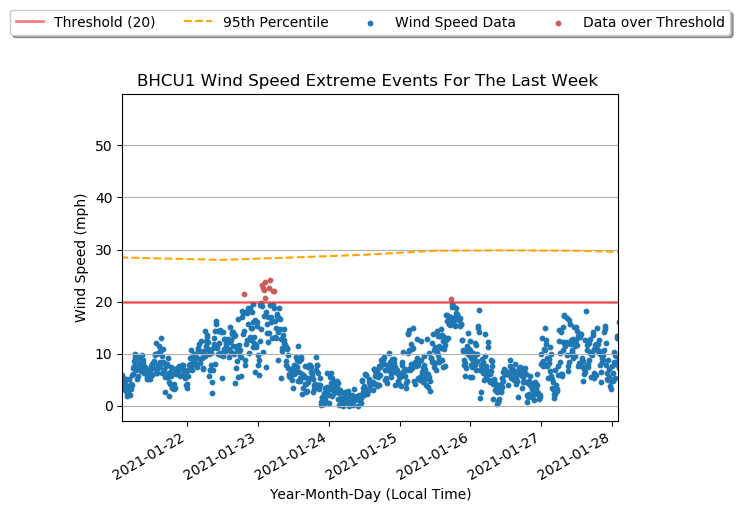 Threshold (20) 95th Percentile Wind Speed Data Data over Threshold
BHCU1 Wind Speed Extreme Events For The Last Week
50
40
30
20
10
0
Wind Speed (mph)
2021-01-22 2021-01-23 2021-01-24 2021-01-25 2021-01-26 2021-01-27 2021-01-28
Year-Month-Day (Local Time)